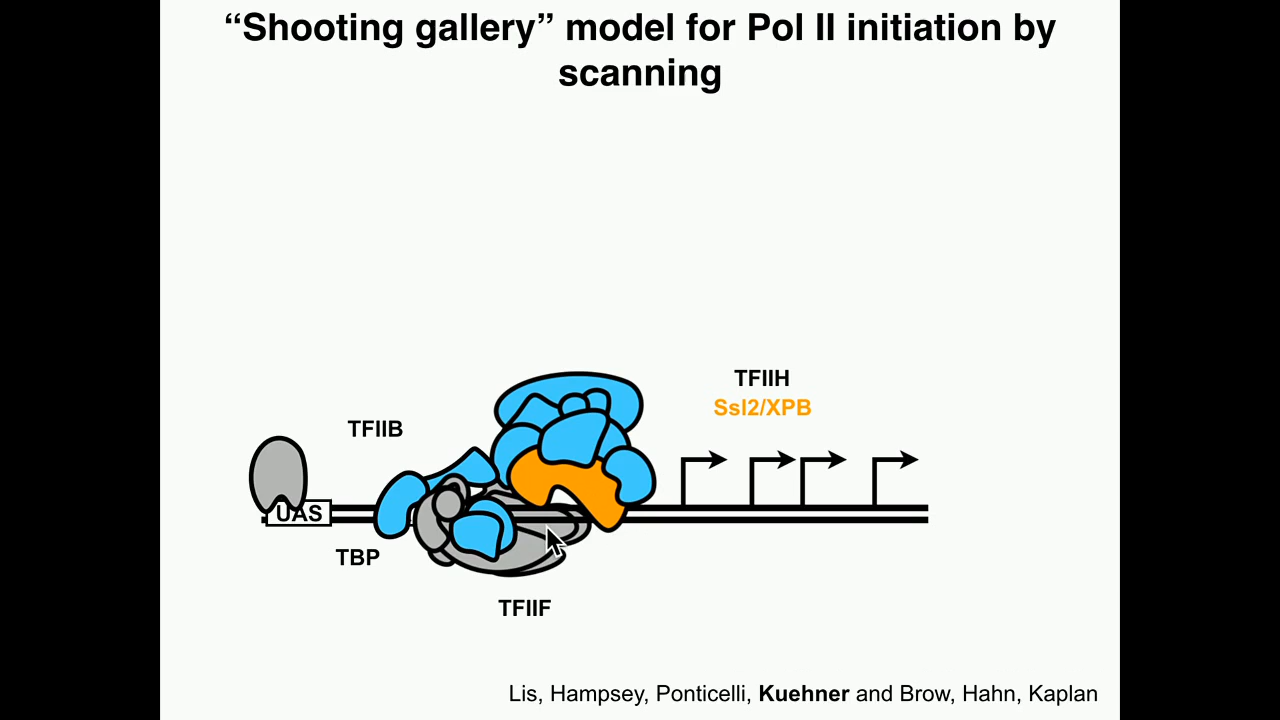 “Shooting gallery” model for Pol II initiation by
scanning
TFIIH
Ssl2/XPB
TFIIB
UAS
TBP
TFIIF
Lis, Hampsey, Ponticelli, Kuehner and Brow, Hahn, Kaplan